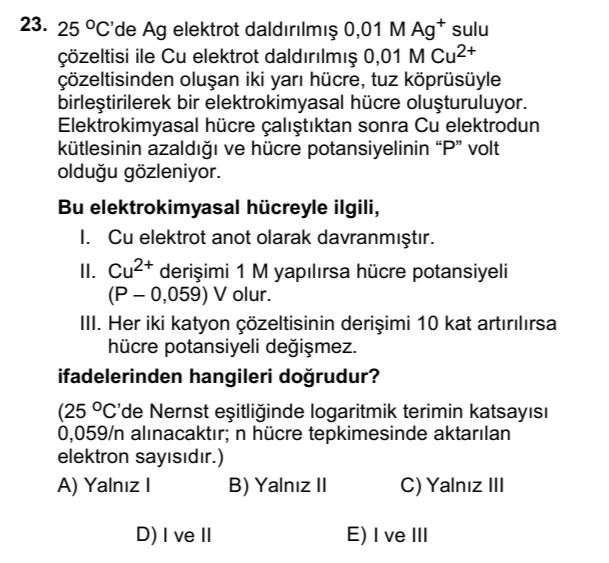 23. 25 ºC'de Ag elektrot daldırılmış 0,01 M Ag⁺ sulu
çözeltisi ile Cu elektrot daldırılmış 0,01 M Cu²⁺
çözeltisinden oluşan iki yarı hücre, tuz köprüsüyle
birleştirilerek bir elektrokimyasal hücre oluşturuluyor.
Elektrokimyasal hücre çalıştıktan sonra Cu elektrodun
kütlesinin azaldığı ve hücre potansiyelinin “P” volt
olduğu gözleniyor.
Bu elektrokimyasal hücreyle ilgili,
I. Cu elektrot anot olarak davranmıştır.
II. Cu²⁺ derişimi 1 M yapılırsa hücre potansiyeli
(P – 0,059) V olur.
III. Her iki katyon çözeltisinin derişimi 10 kat artırılırsa
hücre potansiyeli değişmez.
ifadelerinden hangileri doğrudur?
(25 ºC'de Nernst eşitliğinde logaritmik terimin katsayısı
0,059/n alınacaktır; n hücre tepkimesinde aktarılan
elektron sayısıdır.)
A) Yalnız I B) Yalnız II C) Yalnız III
D) I ve II E) I ve III